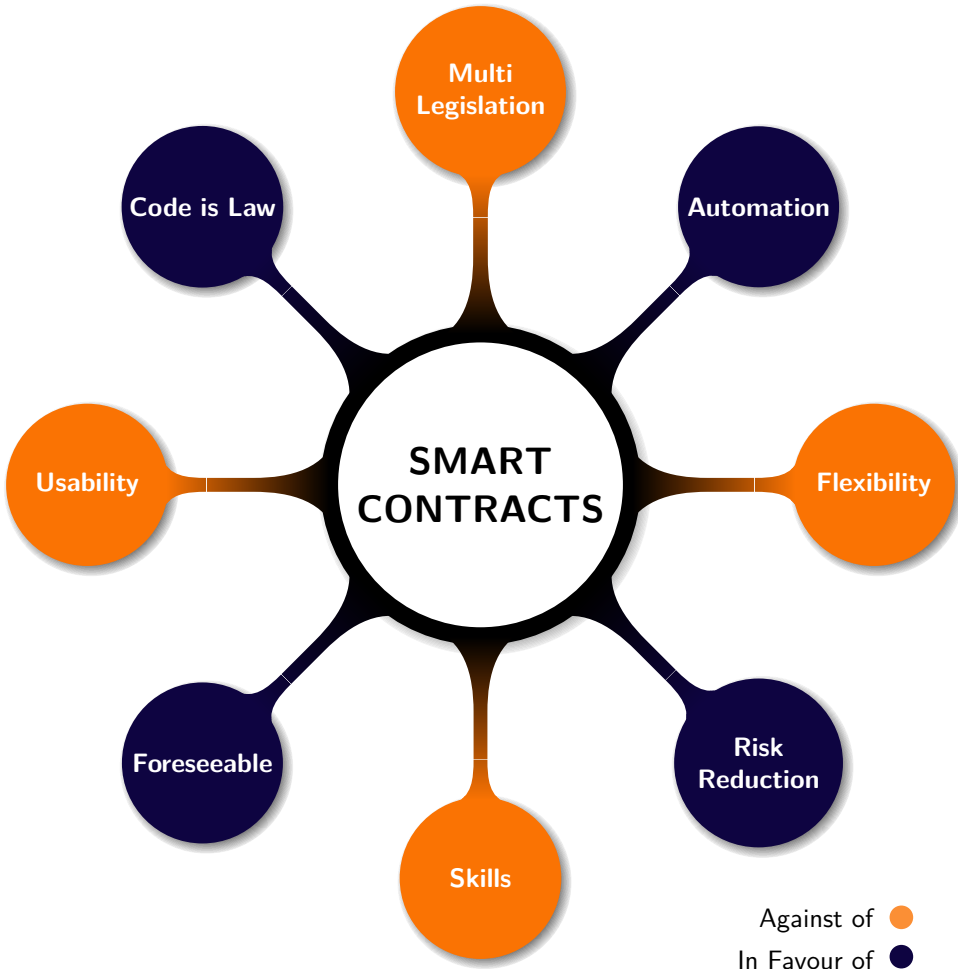 Multi
Legislation
Code is Law
Automation
SMART
CONTRACTS
Usability
Flexibility
Foreseeable
Risk
Reduction
Skills
Against of
In Favour of